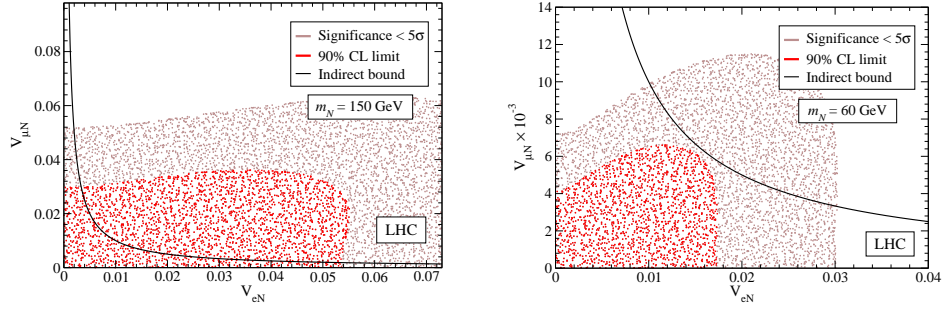 Significance < 5σ
90% CL limit
Indirect bound
m_N = 150 GeV
LHC
V_μN
0.08
0.06
0.04
0.02
0
0 0.01 0.02 0.03 0.04 0.05 0.06 0.07
V_eN
Significance < 5σ
90% CL limit
Indirect bound
m_N = 60 GeV
LHC
V_μN × 10^-3
14
12
10
8
6
4
2
0
0 0.01 0.02 0.03 0.04
V_eN